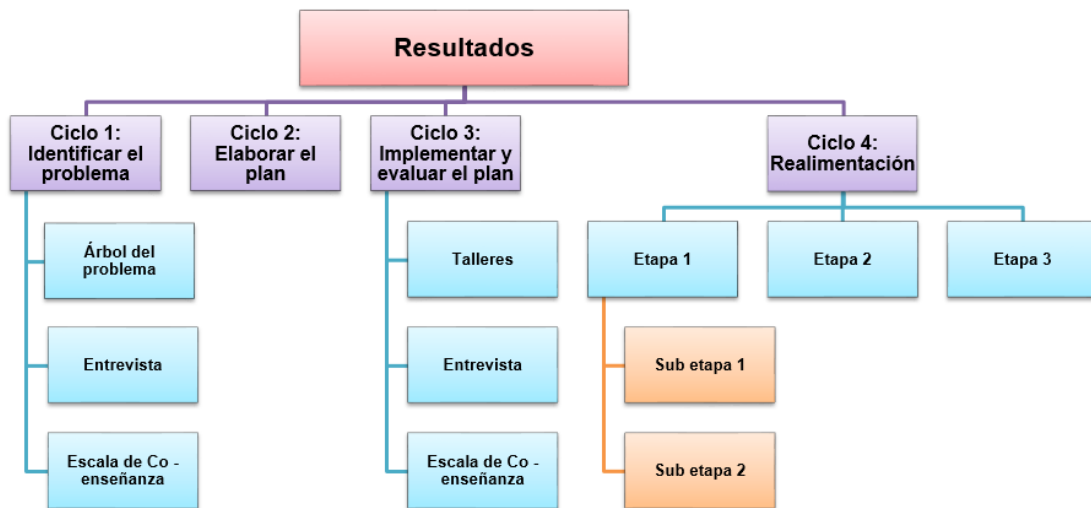 Resultados
Ciclo 1:
Identificar el
problema
Ciclo 2:
Elaborar el
plan
Ciclo 3:
Implementar y
evaluar el plan
Ciclo 4:
Realimentación
Árbol del
problema
Entrevista
Escala de Co -
enseñanza
Talleres
Entrevista
Escala de Co -
enseñanza
Etapa 1
Etapa 2
Etapa 3
Sub etapa 1
Sub etapa 2